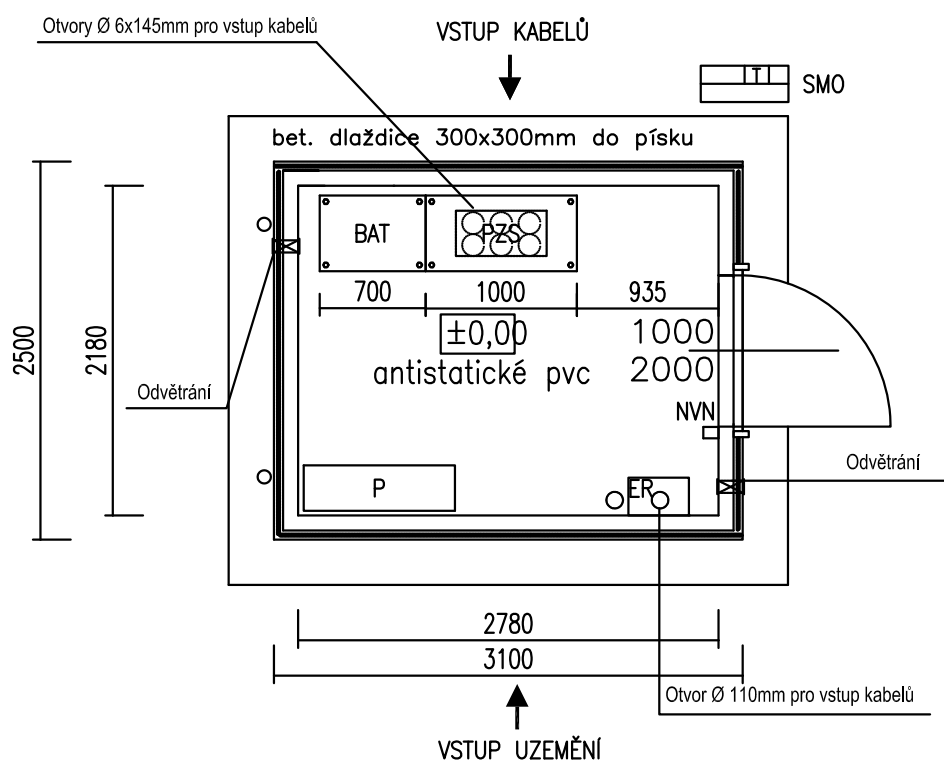 Otvory Ø 6x145mm pro vstup kabelů
VSTUP KABELŮ
T
SMO
bet. dlaždice 300x300mm do písku
BAT
PZS
700
1000
935
±0,00
1000
antistatické pvc
2000
2500
2180
Odvětrání
NVN
Odvětrání
P
ER
2780
3100
Otvor Ø 110mm pro vstup kabelů
VSTUP UZEMĚNÍ